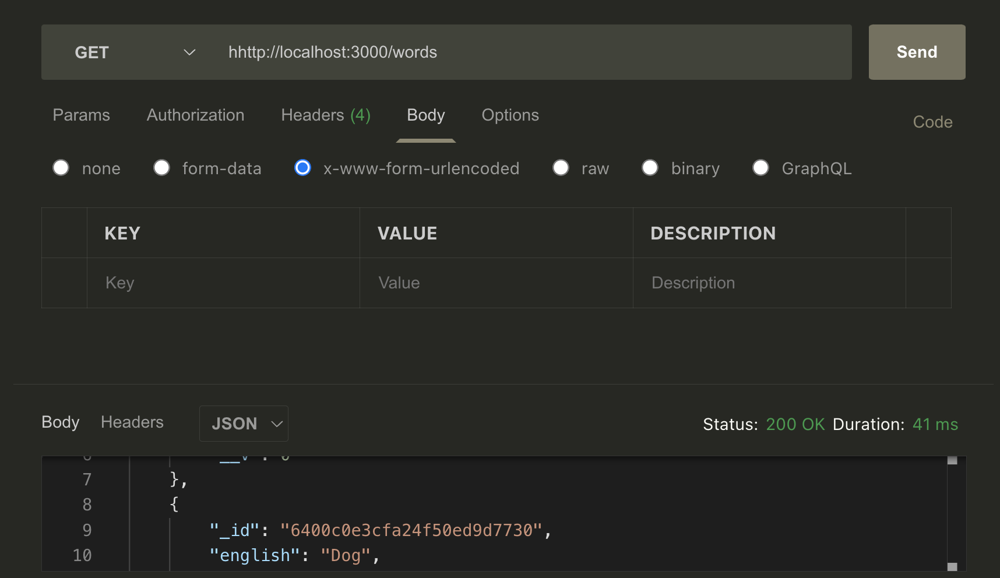 GET hhttp://localhost:3000/words Send
Params Authorization Headers (4) Body Options Code
none form-data x-www-form-urlencoded raw binary GraphQL
KEY VALUE DESCRIPTION
Key Value Description
Body Headers JSON Status: 200 OK Duration: 41 ms
7 },
8 {
9 "_id": "6400c0e3cfa24f50ed9d7730",
10 "english": "Dog",